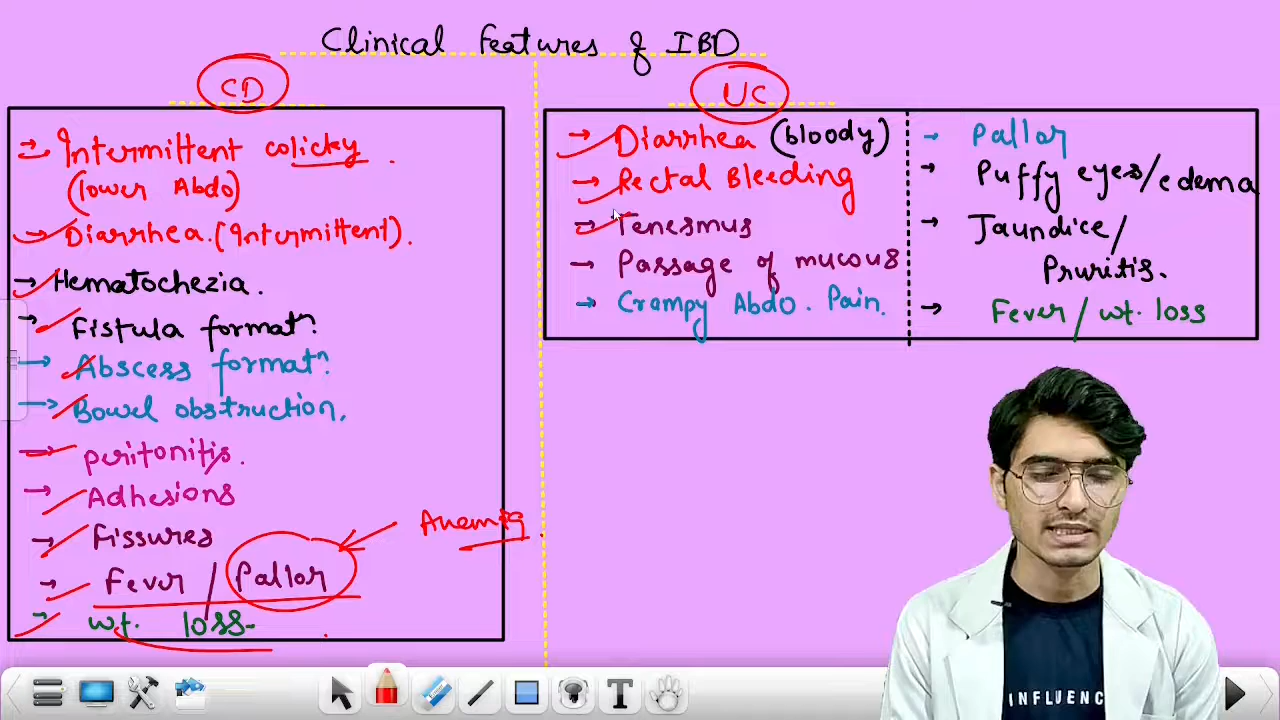 Clinical features of IBD
CD
→ Intermittent colicky.
(lower Abdo)
→ Diarrhea. (Intermittent).
→ Hematochezia.
→ Fistula formatⁿ.
→ Abscess formatⁿ.
→ Bowel obstruction.
→ peritonitis.
→ Adhesions
→ Fissures
→ Fever / Pallor
Anemia.
→ wt. loss-
UC
→ Diarrhea (bloody)
→ Rectal Bleeding
→ Tenesmus
→ Passage of mucous
→ Crampy Abdo. Pain.
→ Pallor
→ Puffy eyes/edema
→ Jaundice/
Pruritis.
→ Fever / wt. loss
INFLUENC
T